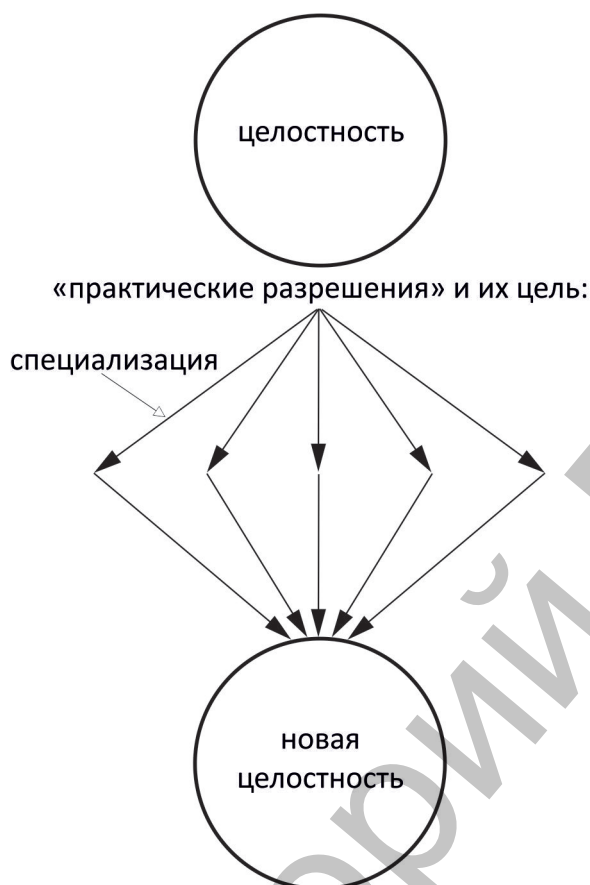 целостность
«практические разрешения» и их цель:
специализация
новая
целостность